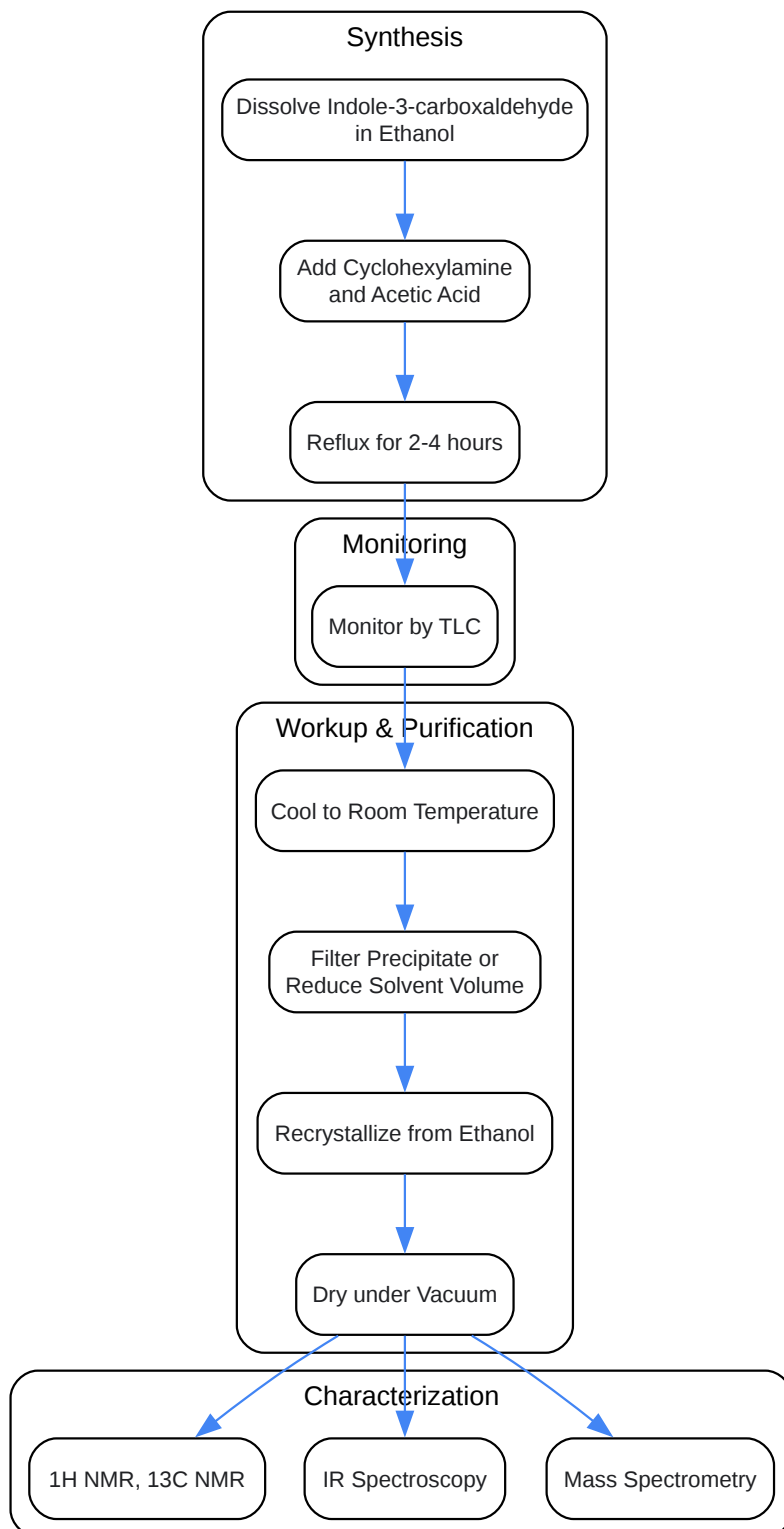 Synthesis
Dissolve Indole-3-carboxaldehyde
in Ethanol
Add Cyclohexylamine
and Acetic Acid
Reflux for 2-4 hours
Monitoring
Monitor by TLC
Workup & Purification
Cool to Room Temperature
Filter Precipitate or
Reduce Solvent Volume
Recrystallize from Ethanol
Dry under Vacuum
Characterization
1H NMR, 13C NMR
IR Spectroscopy
Mass Spectrometry